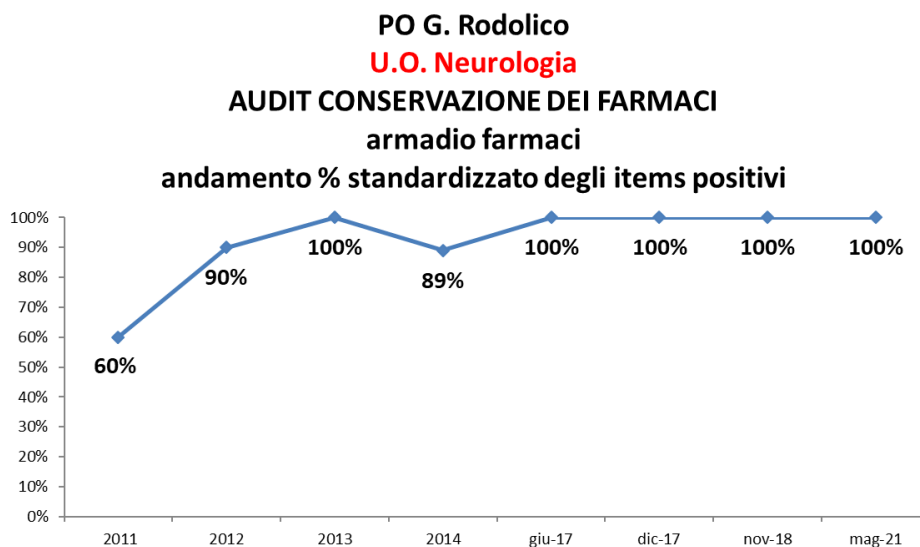 PO G. Rodolico
U.O. Neurologia
AUDIT CONSERVAZIONE DEI FARMACI
armadio farmaci
andamento % standardizzato degli items positivi
100%
90%
80%
70%
60%
50%
40%
30%
20%
10%
0%
60%
90%
100%
89%
100%
100%
100%
100%
2011
2012
2013
2014
giu-17
dic-17
nov-18
mag-21